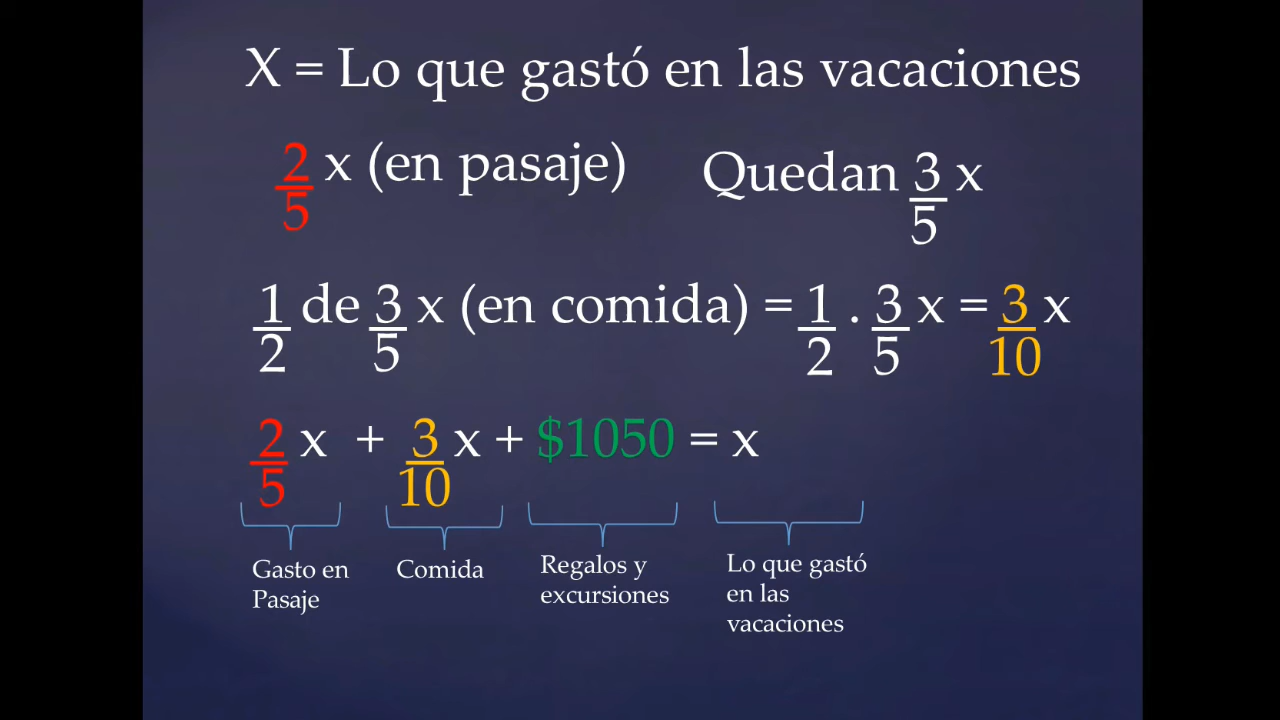 X = Lo que gastó en las vacaciones
2/5 x (en pasaje) Quedan 3/5 x
1/2 de 3/5 x (en comida) = 1/2 . 3/5 x = 3/10 x
2/5 x + 3/10 x + $1050 = x
Gasto en
Pasaje
Comida
Regalos y
excursiones
Lo que gastó
en las
vacaciones